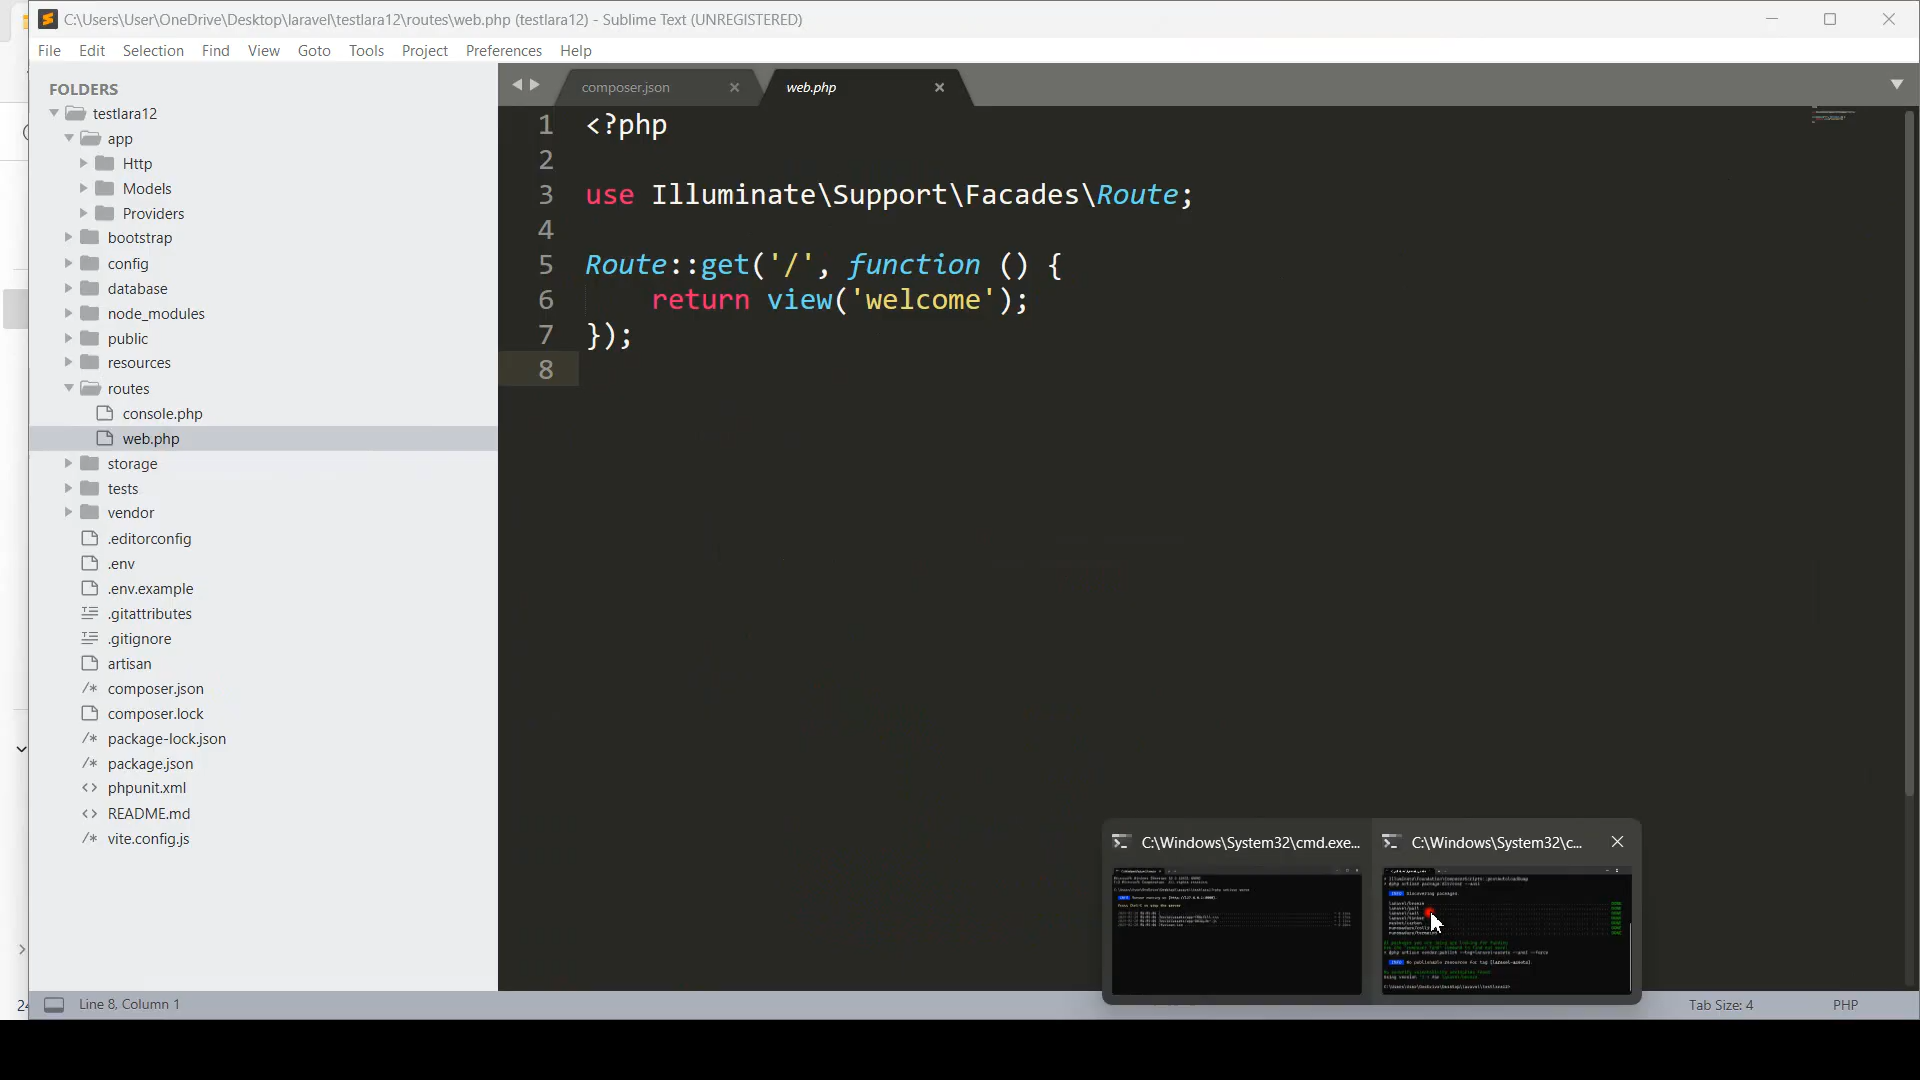 C:\Users\User\OneDrive\Desktop\laravel\testlara12\routes\web.php (testlara12) - Sublime Text (UNREGISTERED)
File Edit Selection Find View Goto Tools Project Preferences Help
FOLDERS
testlara12
app
Http
Models
Providers
bootstrap
config
database
node_modules
public
resources
routes
console.php
web.php
storage
tests
vendor
.editorconfig
.env
.env.example
.gitattributes
.gitignore
artisan
composer.json
composer.lock
package-lock.json
package.json
phpunit.xml
README.md
vite.config.js
composer.json
web.php
1 <?php
2
3 use Illuminate\Support\Facades\Route;
4
5 Route::get('/', function () {
6 return view('welcome');
7 });
8
C:\Windows\System32\cmd.exe...
C:\Windows\System32\c...
Line 8, Column 1
Tab Size: 4
PHP